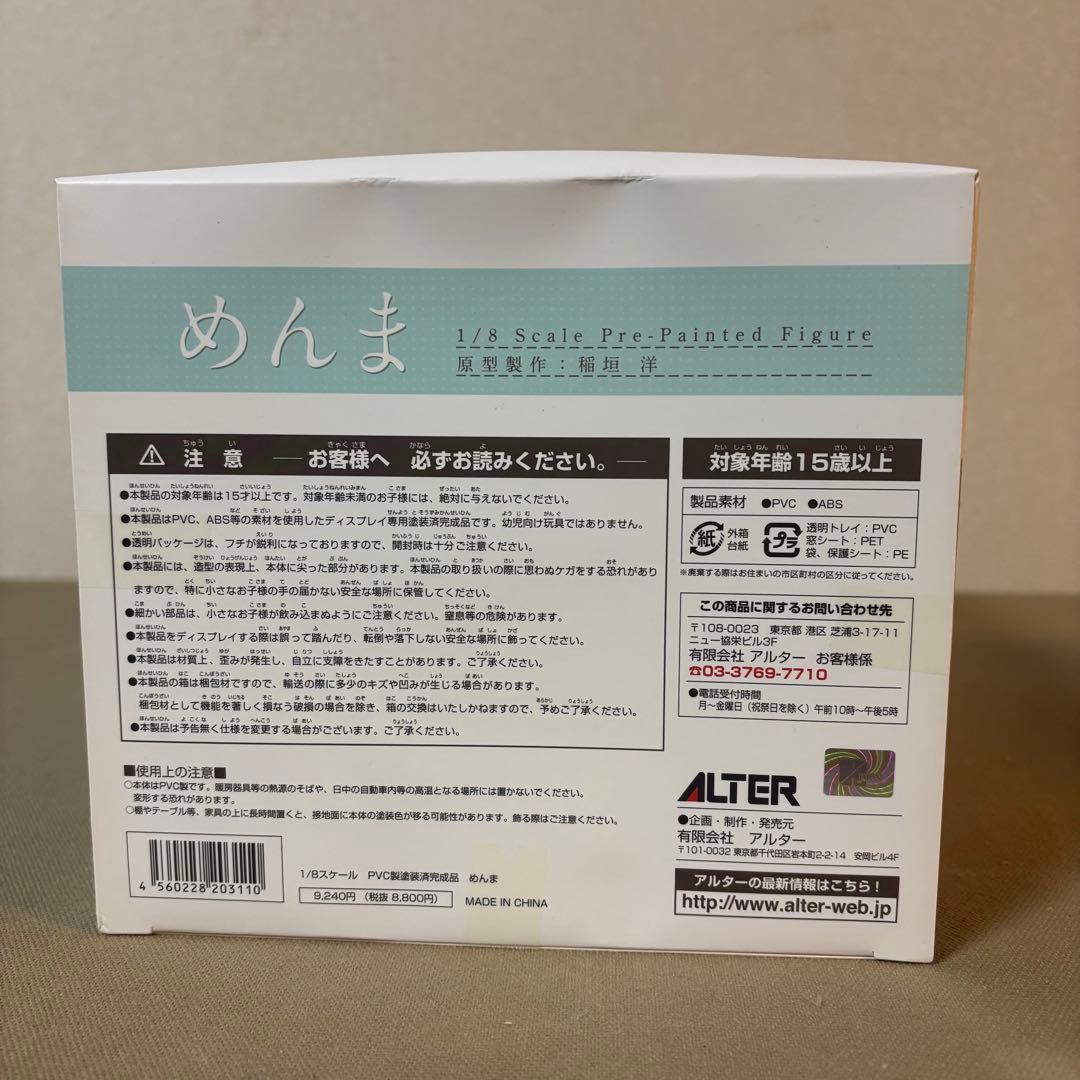 めんま
1/8 Scale Pre-Painted Figure
原型製作：稲垣 洋
⚠ 注意 ―お客様へ 必ずお読みください。―
●本製品の対象年齢は15才以上です。対象年齢未満のお子様には、絶対に与えないでください。
●本製品はPVC、ABS等の素材を使用したディスプレイ専用塗装済完成品です。幼児向け玩具ではありません。
●透明パッケージは、フチが鋭利になっておりますので、開封時は十分ご注意ください。
●本製品には、造型の表現上、本体に尖った部分があります。本製品の取り扱いの際に思わぬケガをする恐れがあり
ますので、特に小さなお子様の手の届かない安全な場所に保管してください。
●細かい部品は、小さなお子様が飲み込まぬようにご注意ください。窒息等の危険があります。
●本製品をディスプレイする際は誤って踏んだり、転倒や落下しない安全な場所に飾ってください。
●本製品は材質上、歪みが発生し、自立に支障をきたすことがあります。ご了承ください。
●本製品の箱は梱包材ですので、輸送の際に多少のキズや凹みが生じる場合があります。
梱包材として機能を著しく損なう破損の場合を除き、箱の交換はいたしかねますので、予めご了承ください。
●本製品は予告無く仕様を変更する場合がございます。ご了承ください。
■使用上の注意■
○本体はPVC製です。暖房器具等の熱源のそばや、日中の自動車内等の高温となる場所には置かないでください。
変形する恐れがあります。
○棚やテーブル等、家具の上に長時間置くと、接地面に本体の塗装色が移る可能性があります。飾る際はご注意ください。
4 560228 203110
1/8スケール PVC製塗装済完成品 めんま
9,240円（税抜 8,800円）
MADE IN CHINA
対象年齢15歳以上
製品素材 ●PVC ●ABS
紙 外箱
台紙
プラ 透明トレイ：PVC
窓シート：PET
袋、保護シート：PE
※廃棄する際はお住まいの市区町村の区分に従ってください。
この商品に関するお問い合わせ先
〒108-0023 東京都 港区 芝浦3-17-11
ニュー協栄ビル3F
有限会社 アルター お客様係
☎03-3769-7710
●電話受付時間
月～金曜日（祝祭日を除く）午前10時～午後5時
ALTER
●企画・制作・発売元
有限会社 アルター
〒101-0032 東京都千代田区岩本町2-2-14 安岡ビル4F
アルターの最新情報はこちら！
http://www.alter-web.jp